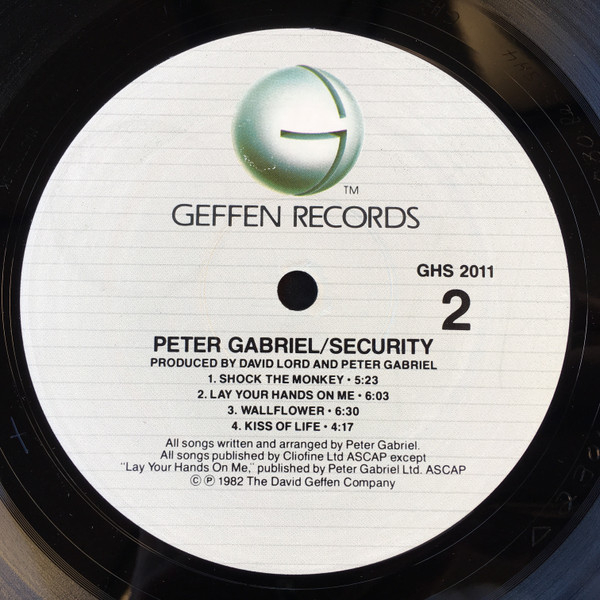 TM
GEFFEN RECORDS
GHS 2011
2
PETER GABRIEL/SECURITY
PRODUCED BY DAVID LORD AND PETER GABRIEL
1. SHOCK THE MONKEY • 5:23
2. LAY YOUR HANDS ON ME • 6:03
3. WALLFLOWER • 6:30
4. KISS OF LIFE • 4:17
All songs written and arranged by Peter Gabriel.
All songs published by Cliofine Ltd ASCAP except
"Lay Your Hands On Me," published by Peter Gabriel Ltd. ASCAP
© ℗ 1982 The David Geffen Company